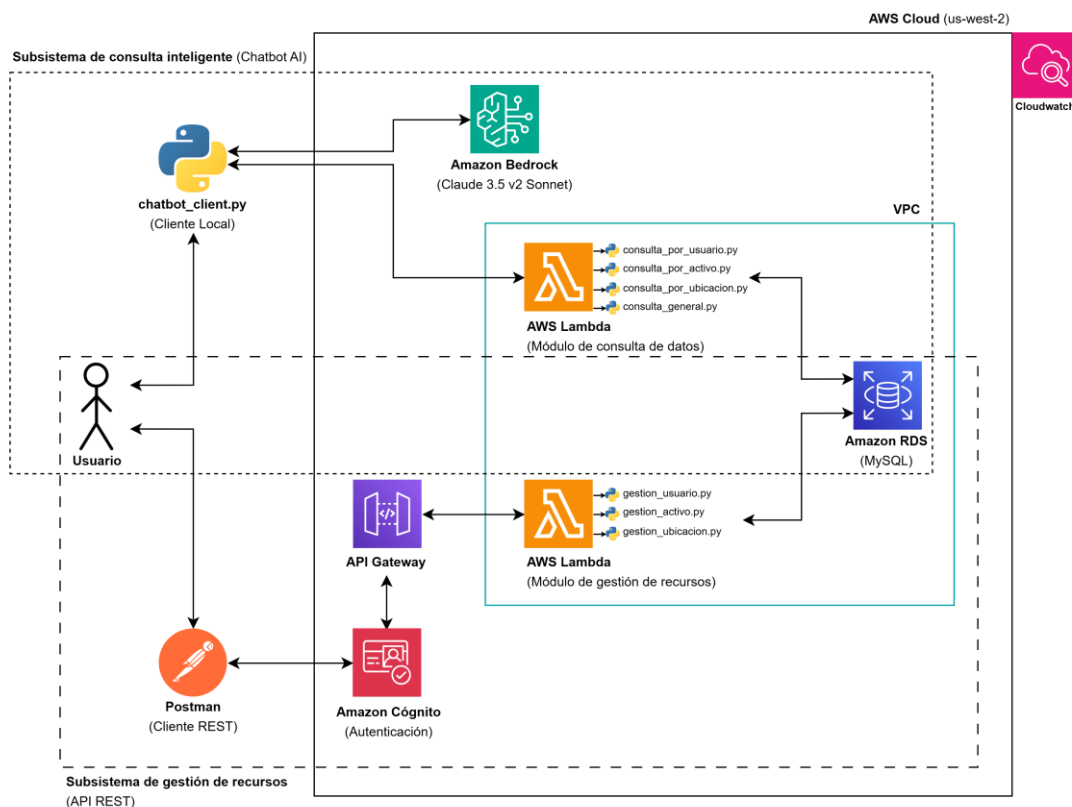 AWS Cloud (us-west-2)
Subsistema de consulta inteligente (Chatbot AI)
Cloudwatch
Amazon Bedrock
(Claude 3.5 v2 Sonnet)
chatbot_client.py
(Cliente Local)
VPC
consulta_por_usuario.py
consulta_por_activo.py
consulta_por_ubicacion.py
consulta_general.py
AWS Lambda
(Módulo de consulta de datos)
Usuario
Amazon RDS
(MySQL)
gestion_usuario.py
gestion_activo.py
gestion_ubicacion.py
API Gateway
AWS Lambda
(Módulo de gestión de recursos)
Postman
(Cliente REST)
Amazon Cógnito
(Autenticación)
Subsistema de gestión de recursos
(API REST)